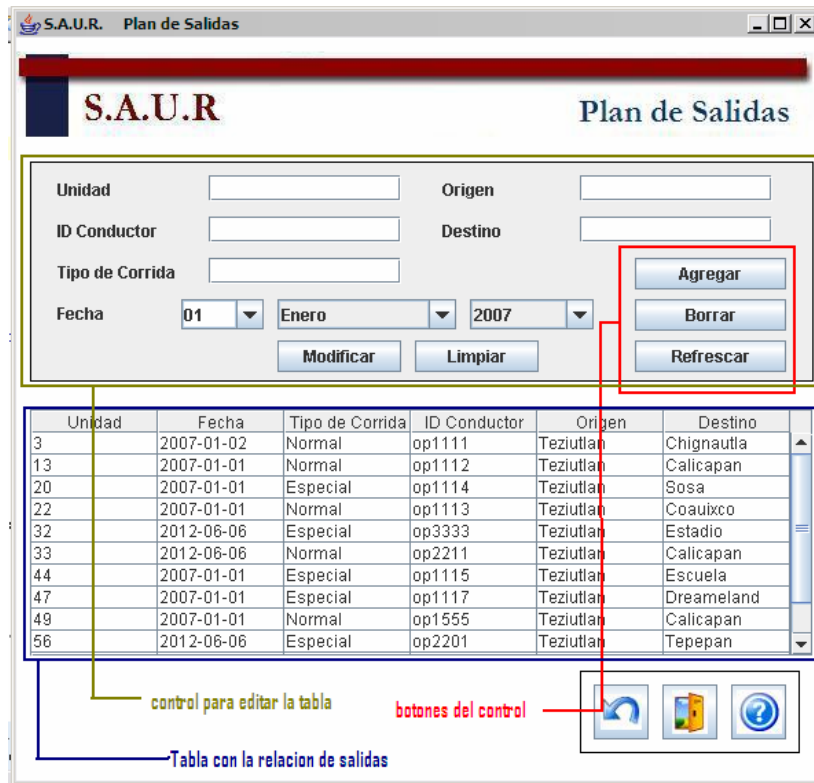 S.A.U.R. Plan de Salidas
S.A.U.R
Plan de Salidas
Unidad
Origen
ID Conductor
Destino
Tipo de Corrida
Agregar
Fecha 01 Enero 2007
Borrar
Modificar Limpiar Refrescar
Unidad Fecha Tipo de Corrida ID Conductor Origen Destino
3 2007-01-02 Normal op1111 Teziutlan Chignautla
13 2007-01-01 Normal op1112 Teziutlan Calicapan
20 2007-01-01 Especial op1114 Teziutlan Sosa
22 2007-01-01 Normal op1113 Teziutlan Coauixco
32 2012-06-06 Especial op3333 Teziutlan Estadio
33 2012-06-06 Normal op2211 Teziutlan Calicapan
44 2007-01-01 Especial op1115 Teziutlan Escuela
47 2007-01-01 Especial op1117 Teziutlan Dreameland
49 2007-01-01 Normal op1555 Teziutlan Calicapan
56 2012-06-06 Especial op2201 Teziutlan Tepepan
control para editar la tabla
botones del control
Tabla con la relacion de salidas